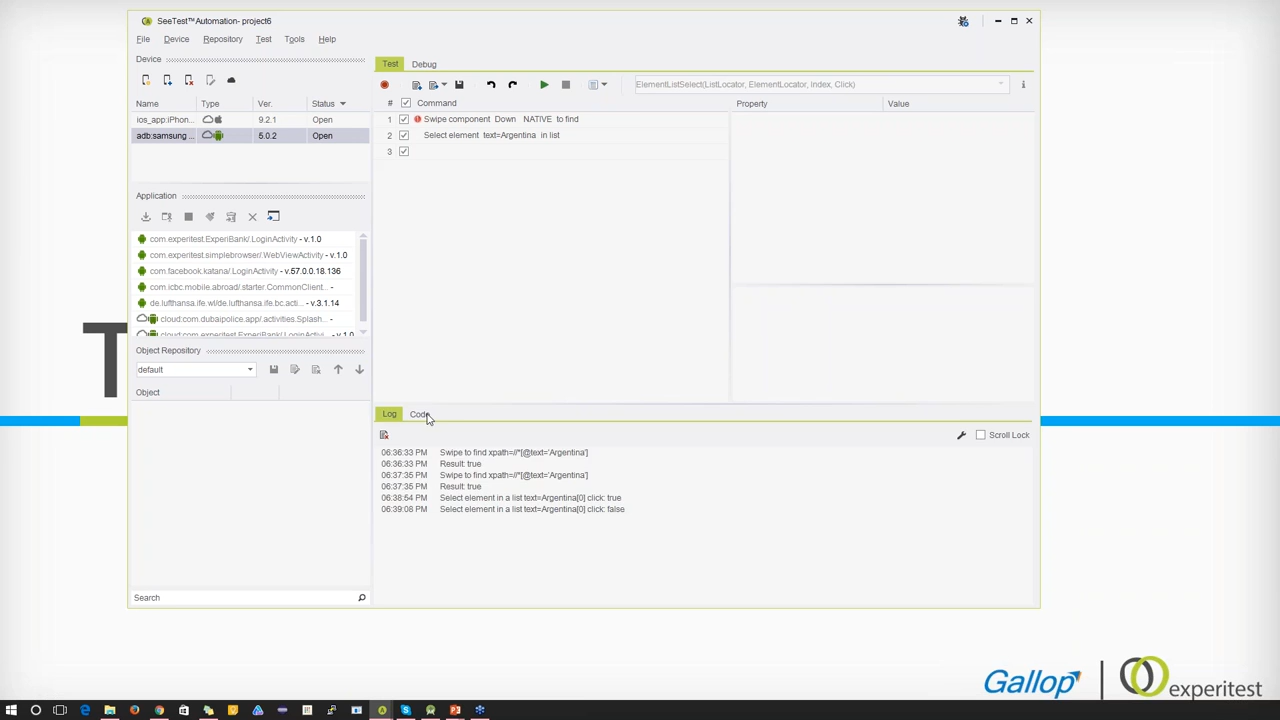 SeeTest™Automation- project6
File Device Repository Test Tools Help
Device
Name Type Ver. Status
ios_app:iPhon... 9.2.1 Open
adb:samsung ... 5.0.2 Open
Application
com.experitest.ExperiBank/.LoginActivity - v.1.0
com.experitest.simplebrowser/.WebViewActivity - v.1.0
com.facebook.katana/.LoginActivity - v.57.0.0.18.136
com.icbc.mobile.abroad/.starter.CommonClient... -
de.lufthansa.ife.wl/de.lufthansa.ife.bc.acti... - v.3.1.14
cloud:com.dubaipolice.app/.activities.Splash... -
cloud:com.experitest.ExperiBank/.LoginActivi... - v.1.0
Object Repository
default
Object
Search
Test Debug
ElementListSelect(ListLocator, ElementLocator, Index, Click)
# Command
1 Swipe component Down NATIVE to find
2 Select element text=Argentina in list
3
Property Value
Log Code
Scroll Lock
06:36:33 PM Swipe to find xpath=//*[@text='Argentina']
06:36:33 PM Result: true
06:37:35 PM Swipe to find xpath=//*[@text='Argentina']
06:37:35 PM Result: true
06:38:54 PM Select element in a list text=Argentina[0] click: true
06:39:08 PM Select element in a list text=Argentina[0] click: false
T
Gallop
experitest